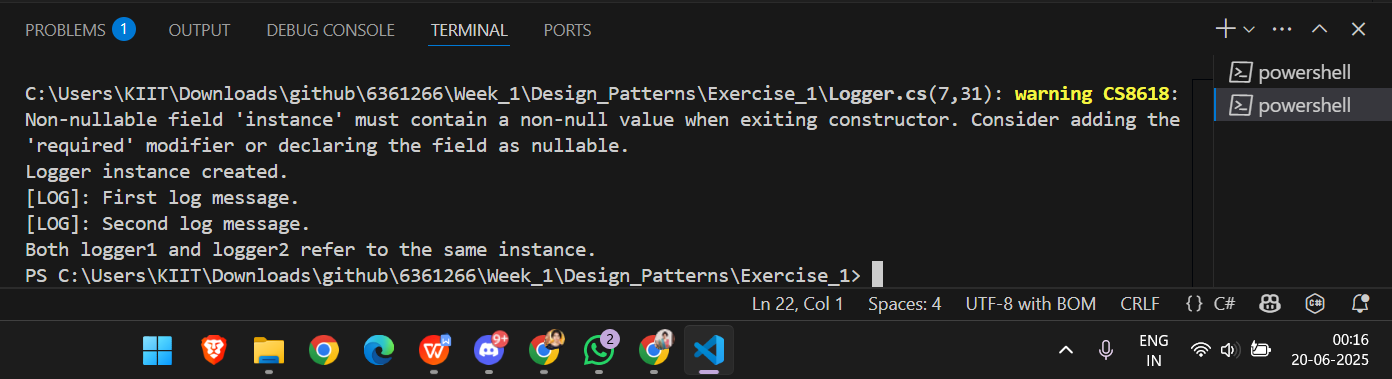 PROBLEMS 1 OUTPUT DEBUG CONSOLE TERMINAL PORTS
powershell
powershell
C:\Users\KIIT\Downloads\github\6361266\Week_1\Design_Patterns\Exercise_1\Logger.cs(7,31): warning CS8618:
Non-nullable field 'instance' must contain a non-null value when exiting constructor. Consider adding the
'required' modifier or declaring the field as nullable.
Logger instance created.
[LOG]: First log message.
[LOG]: Second log message.
Both logger1 and logger2 refer to the same instance.
PS C:\Users\KIIT\Downloads\github\6361266\Week_1\Design_Patterns\Exercise_1>
Ln 22, Col 1 Spaces: 4 UTF-8 with BOM CRLF {} C# C#
W W 9+ 2
ENG
IN
00:16
20-06-2025